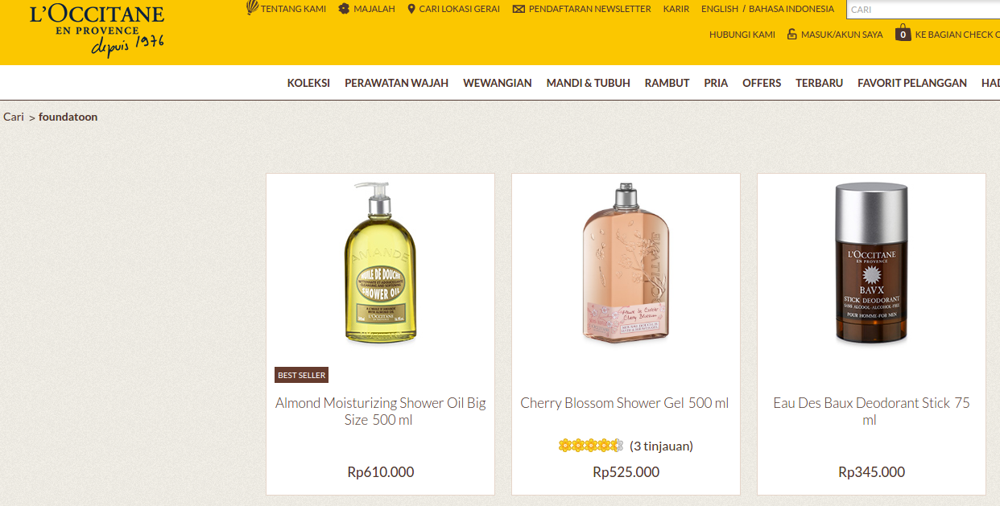 L'OCCITANE
EN PROVENCE
depuis 1976
TENTANG KAMI MAJALAH CARI LOKASI GERAI PENDAFTARAN NEWSLETTER KARIR ENGLISH / BAHASA INDONESIA CARI
HUBUNGI KAMI MASUK/AKUN SAYA 0 KE BAGIAN CHECK
KOLEKSI PERAWATAN WAJAH WEWANGIAN MANDI & TUBUH RAMBUT PRIA OFFERS TERBARU FAVORIT PELANGGAN HAD
Cari > foundatoon
AMANDE
HUILE DE DOUCHE
CLEANSING AND SOFTENING
SHOWER OIL
L'OCCITANE
Fleurs de Cerisier
Cherry Blossom
L'OCCITANE
EN PROVENCE
BAVX
STICK DEODORANT
SANS ALCOOL-ALCOHOL-FREE
POUR HOMME-FOR MEN
BEST SELLER
Almond Moisturizing Shower Oil Big
Size 500 ml
Rp610.000
Cherry Blossom Shower Gel 500 ml
(3 tinjauan)
Rp525.000
Eau Des Baux Deodorant Stick 75
ml
Rp345.000